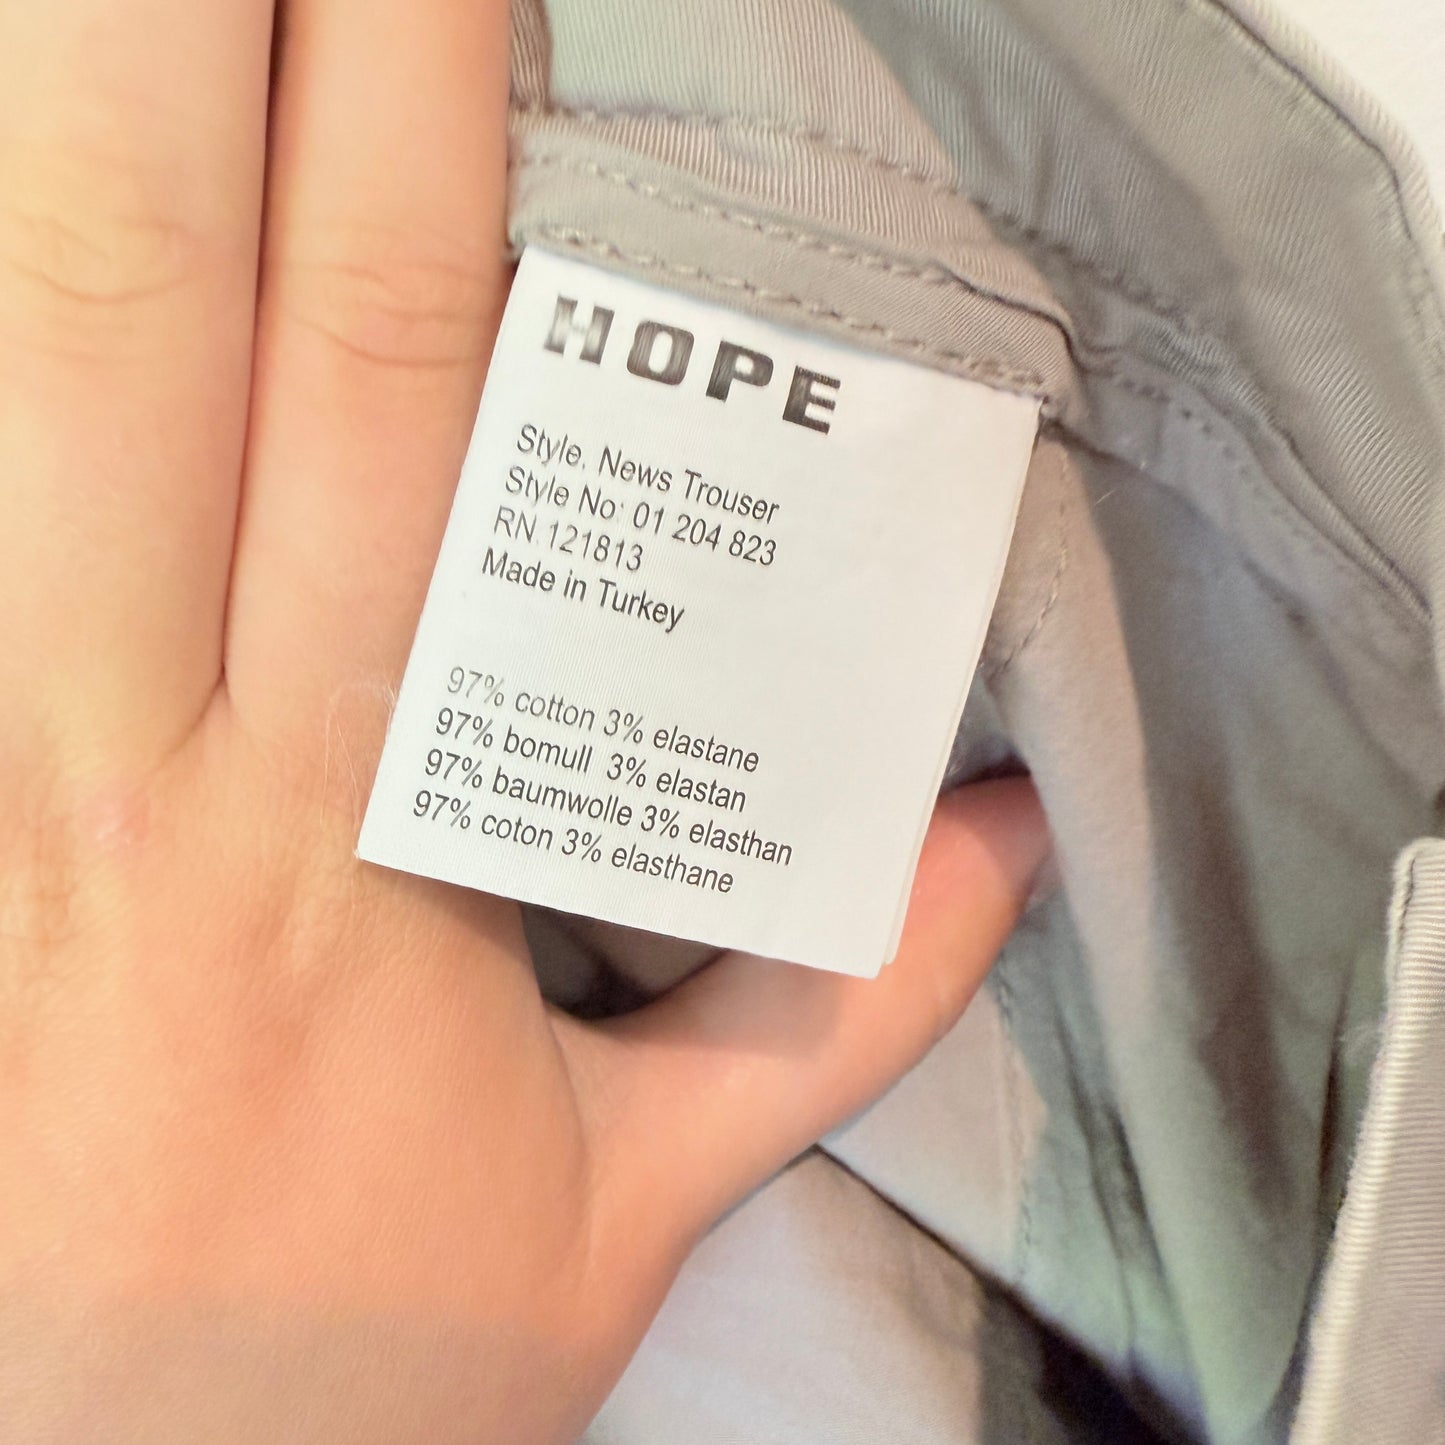 HOPE
Style. News Trouser
Style No: 01 204 823
RN 121813
Made in Turkey
97% cotton 3% elastane
97% bomull 3% elastan
97% baumwolle 3% elasthan
97% coton 3% elasthane